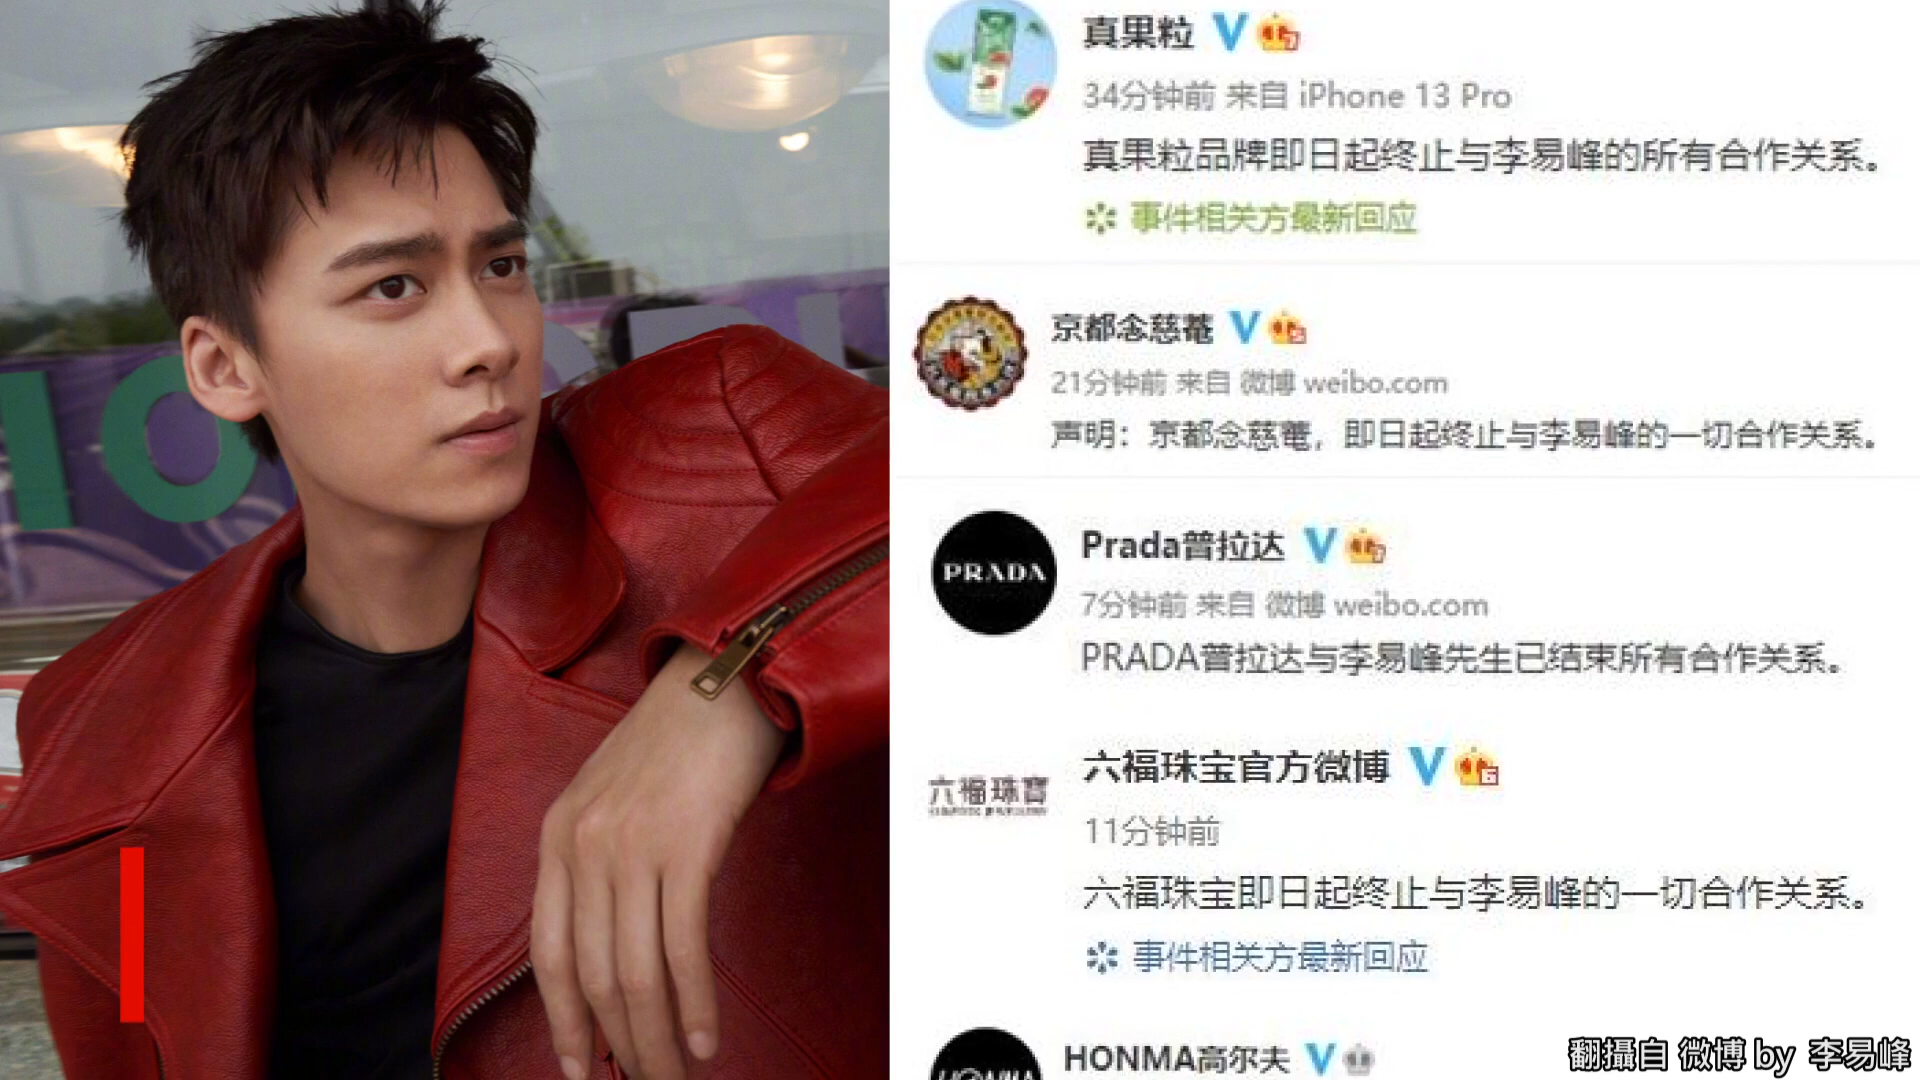 真果粒
34分钟前 来自 iPhone 13 Pro
真果粒品牌即日起终止与李易峰的所有合作关系。
事件相关方最新回应
京都念慈菴
21分钟前 来自 微博 weibo.com
声明：京都念慈菴，即日起终止与李易峰的一切合作关系。
PRADA
Prada普拉达
7分钟前 来自 微博 weibo.com
PRADA普拉达与李易峰先生已结束所有合作关系。
六福珠寶
六福珠宝官方微博
11分钟前
六福珠宝即日起终止与李易峰的一切合作关系。
事件相关方最新回应
HONMA高尔夫
翻攝自 微博 by 李易峰